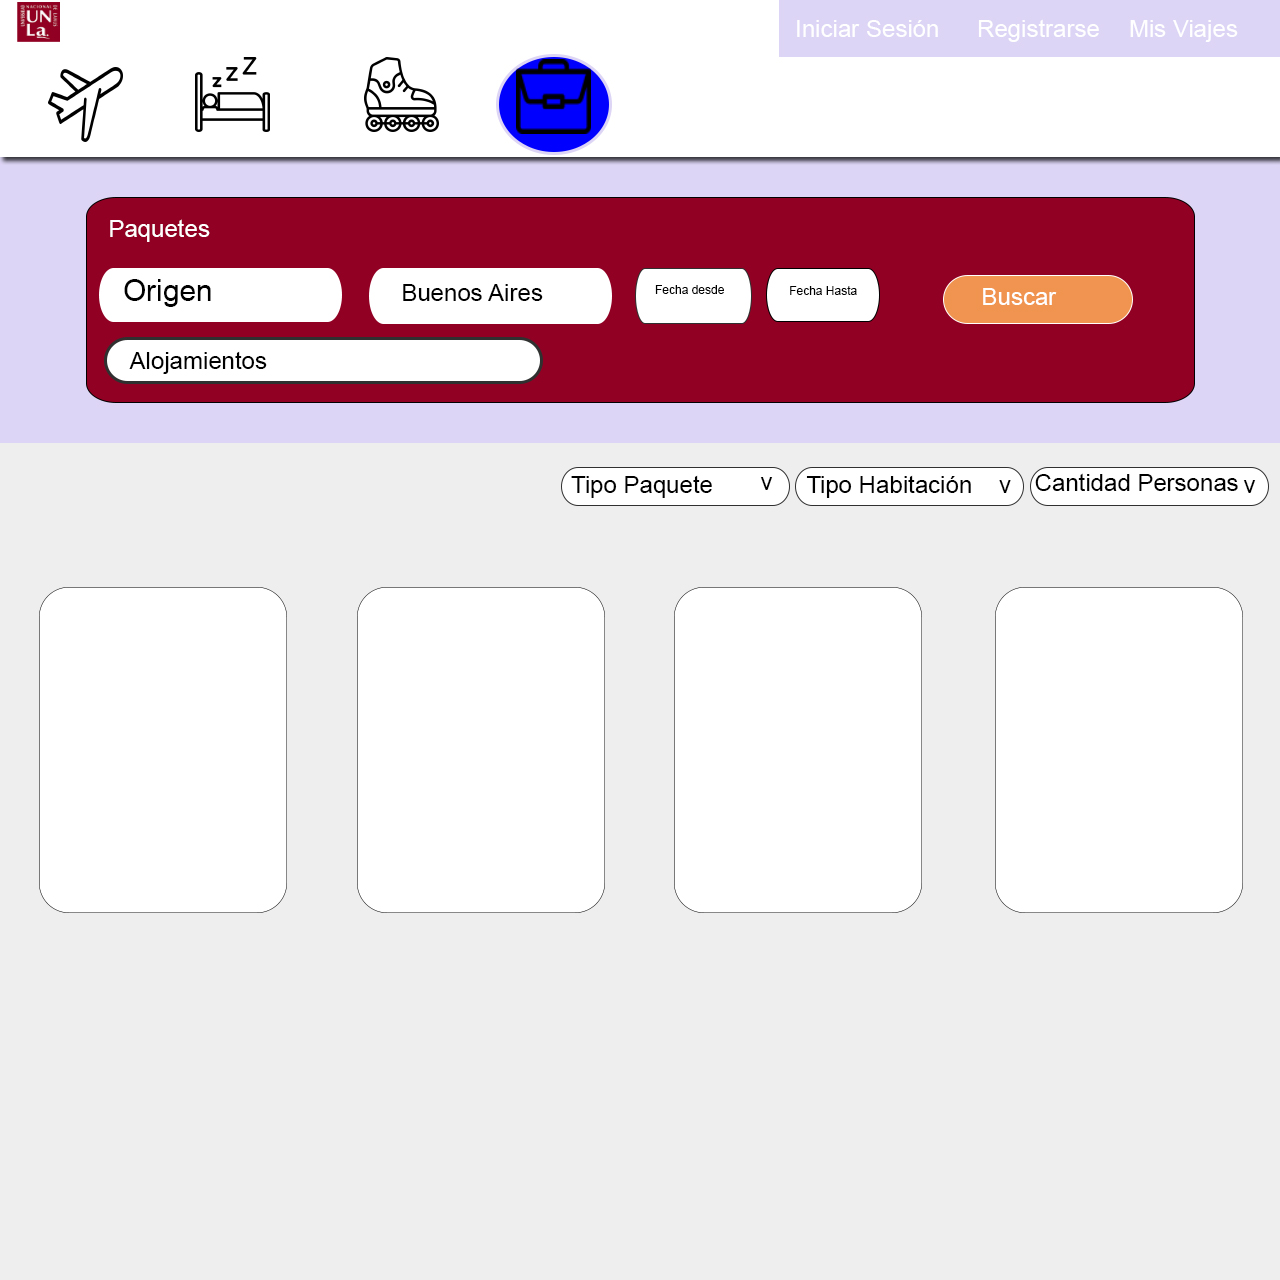 UNLa.
Iniciar Sesión
Registrarse
Mis Viajes
z z Z
Paquetes
Origen
Buenos Aires
Fecha desde
Fecha Hasta
Buscar
Alojamientos
Tipo Paquete v
Tipo Habitación v
Cantidad Personas v